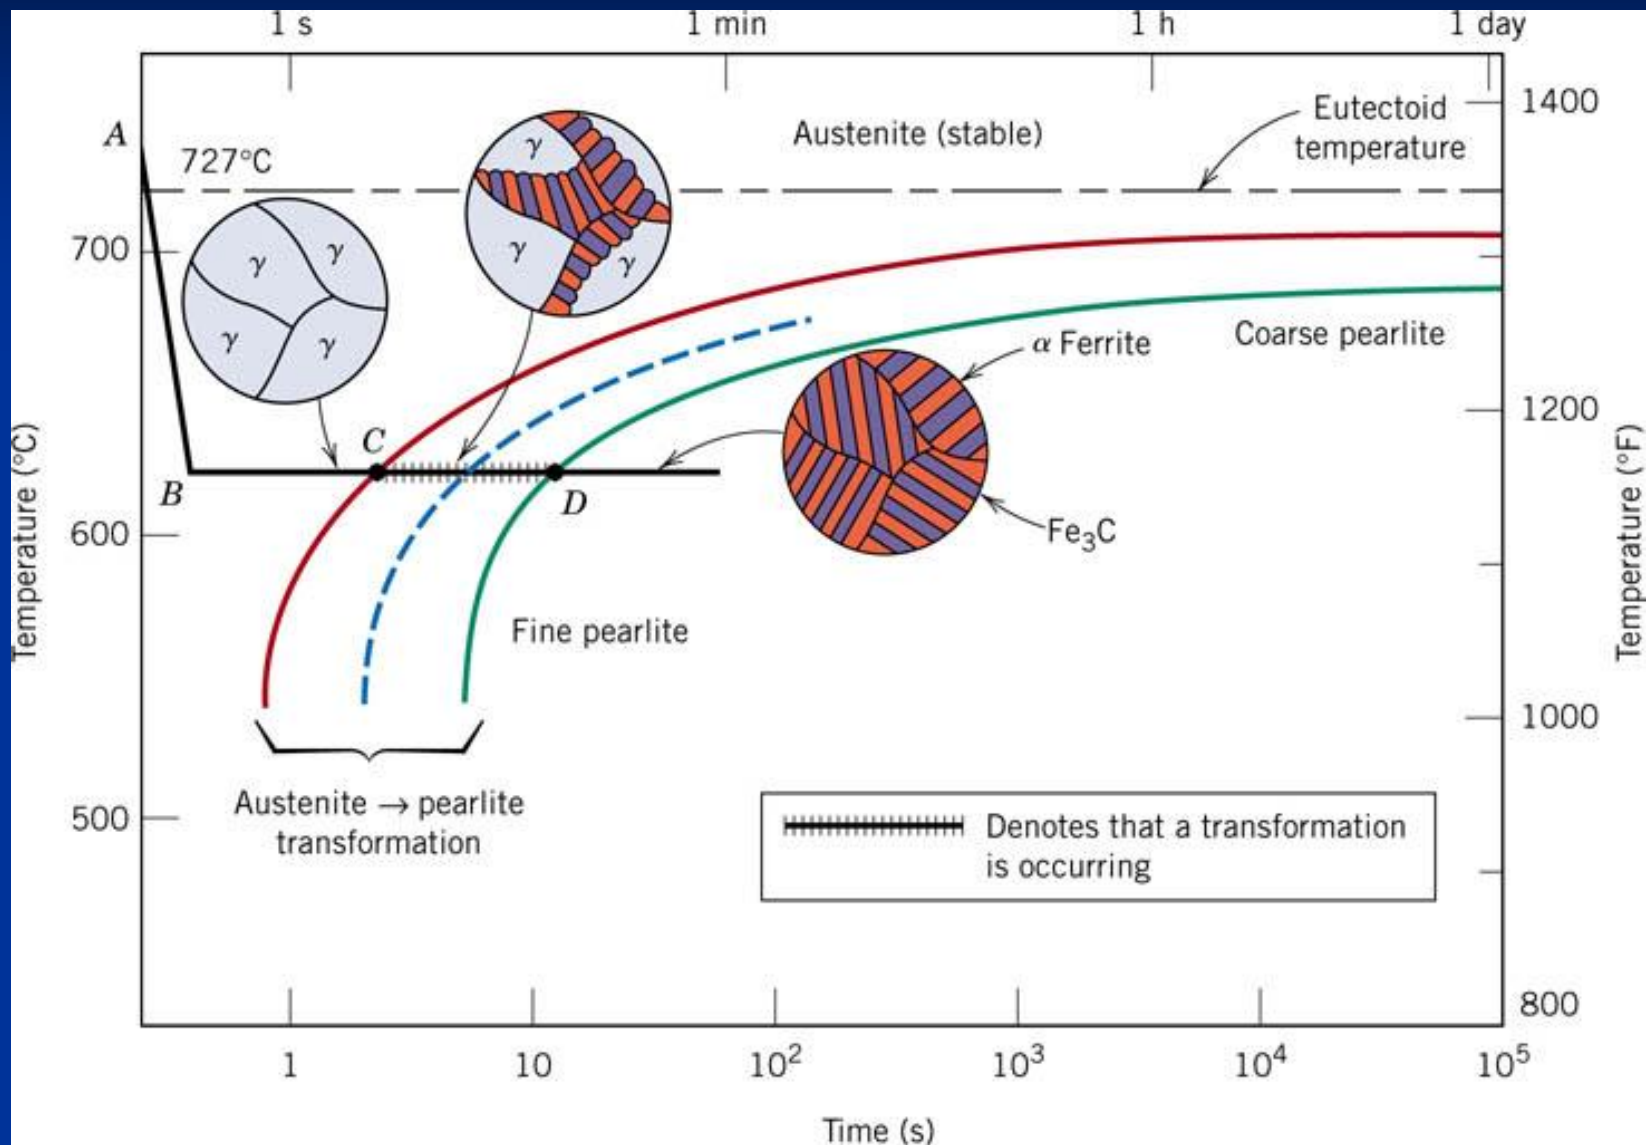 1 s
1 min
1 h
1 day
A
727°C
γ
γ
γ
γ
γ
γ
γ
Austenite (stable)
Eutectoid
temperature
1400
700
1200
600
1000
500
800
Temperature (°C)
Temperature (°F)
B
C
D
α Ferrite
Fe₃C
Coarse pearlite
Fine pearlite
Austenite → pearlite
transformation
Denotes that a transformation
is occurring
1
10
10²
10³
10⁴
10⁵
Time (s)